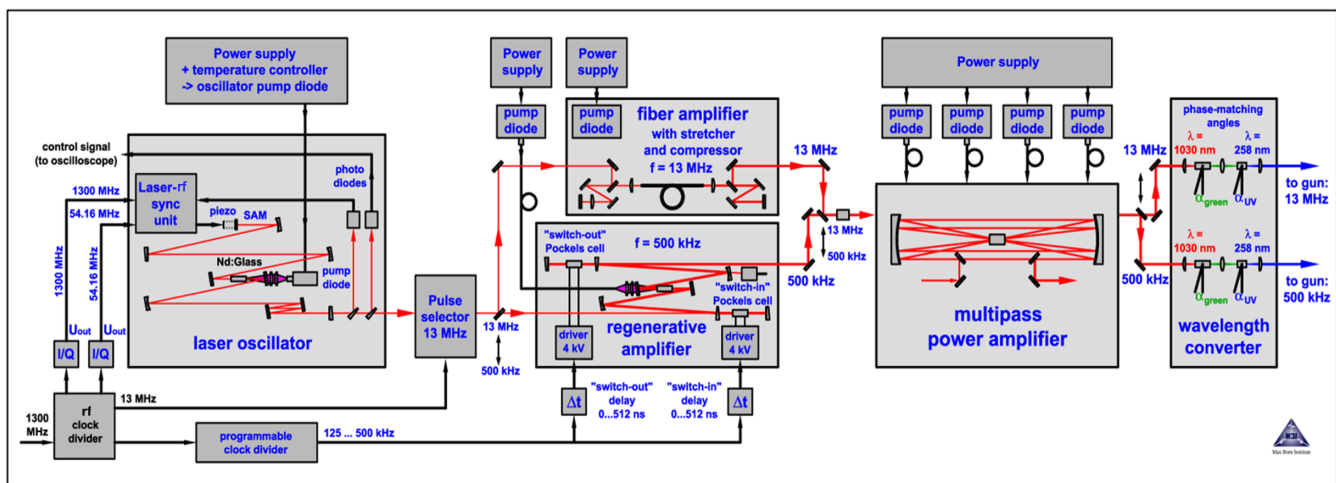 Power supply
+ temperature controller
-> oscillator pump diode
control signal
(to oscilloscope)
1300 MHz
54.16 MHz
Laser-rf
sync
unit
piezo
SAM
photo
diodes
Nd:Glass
pump
diode
laser oscillator
1300 MHz
54.16 MHz
Uout
Uout
I/Q
I/Q
1300
MHz
rf
clock
divider
13 MHz
programmable
clock divider
125 ... 500 kHz
Pulse
selector
13 MHz
13 MHz
500 kHz
Power
supply
Power
supply
pump
diode
pump
diode
fiber amplifier
with stretcher
and compressor
f = 13 MHz
13 MHz
"switch-out"
Pockels cell
f = 500 kHz
"switch-in"
Pockels cell
regenerative
amplifier
driver
4 kV
driver
4 kV
"switch-out"
delay
0...512 ns
"switch-in"
delay
0...512 ns
Δt
Δt
500 kHz
13 MHz
500 kHz
Power supply
pump
diode
pump
diode
pump
diode
pump
diode
multipass
power amplifier
13 MHz
500 kHz
phase-matching
angles
λ =
1030 nm
λ =
258 nm
αgreen
αUV
λ =
1030 nm
λ =
258 nm
αgreen
αUV
wavelength
converter
to gun:
13 MHz
to gun:
500 kHz
MBI
Max Born Institute